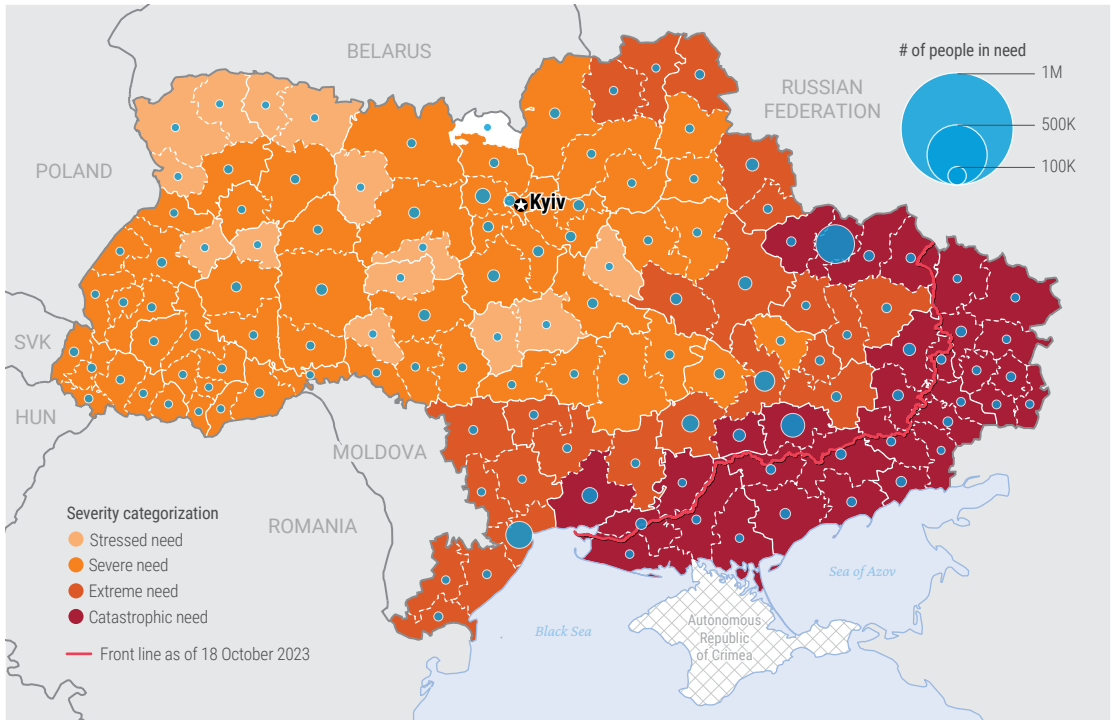 BELARUS
# of people in need
1M
500K
100K
RUSSIAN
FEDERATION
POLAND
Kyiv
SVK
HUN
MOLDOVA
ROMANIA
Severity categorization
Stressed need
Severe need
Extreme need
Catastrophic need
Front line as of 18 October 2023
Sea of Azov
Black Sea
Autonomous
Republic
of Crimea